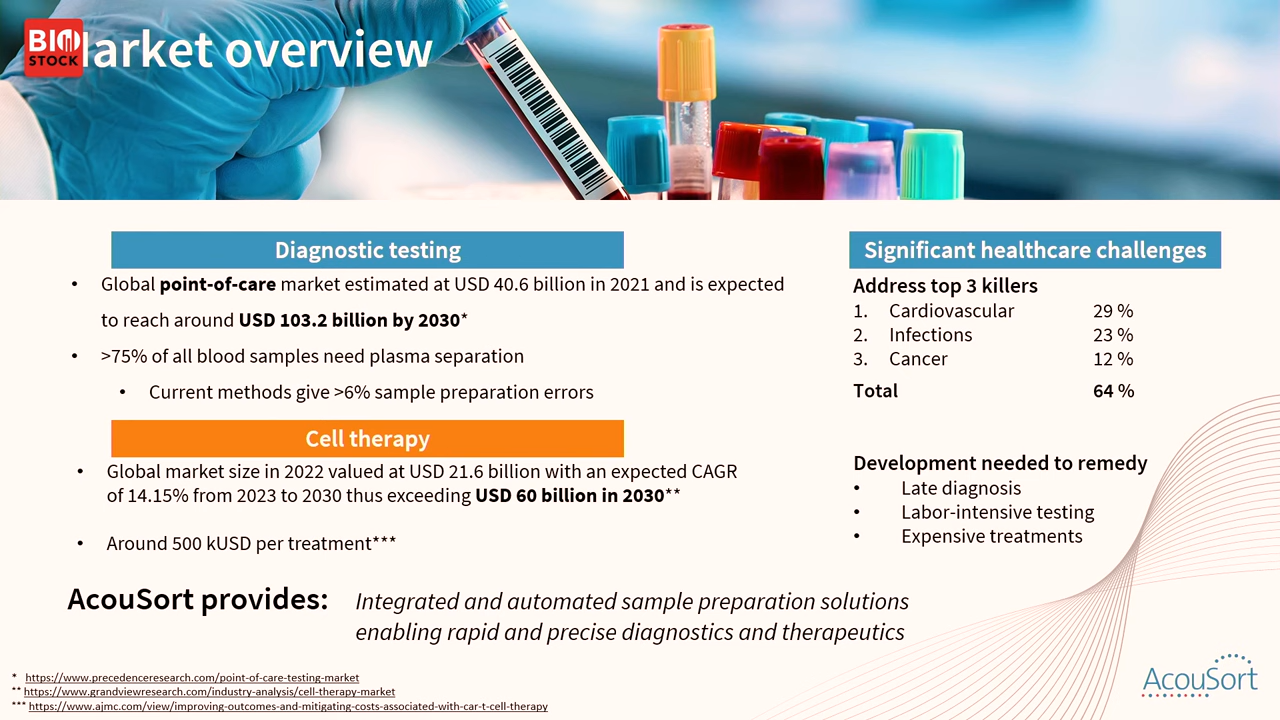 BIO STOCK
Market overview
Diagnostic testing
• Global point-of-care market estimated at USD 40.6 billion in 2021 and is expected
to reach around USD 103.2 billion by 2030*
• >75% of all blood samples need plasma separation
• Current methods give >6% sample preparation errors
Cell therapy
• Global market size in 2022 valued at USD 21.6 billion with an expected CAGR
of 14.15% from 2023 to 2030 thus exceeding USD 60 billion in 2030**
• Around 500 kUSD per treatment***
Significant healthcare challenges
Address top 3 killers
1. Cardiovascular 29 %
2. Infections 23 %
3. Cancer 12 %
Total 64 %
Development needed to remedy
• Late diagnosis
• Labor-intensive testing
• Expensive treatments
AcouSort provides: Integrated and automated sample preparation solutions
enabling rapid and precise diagnostics and therapeutics
* https://www.precedenceresearch.com/point-of-care-testing-market
** https://www.grandviewresearch.com/industry-analysis/cell-therapy-market
*** https://www.ajmc.com/view/improving-outcomes-and-mitigating-costs-associated-with-car-t-cell-therapy
AcouSort